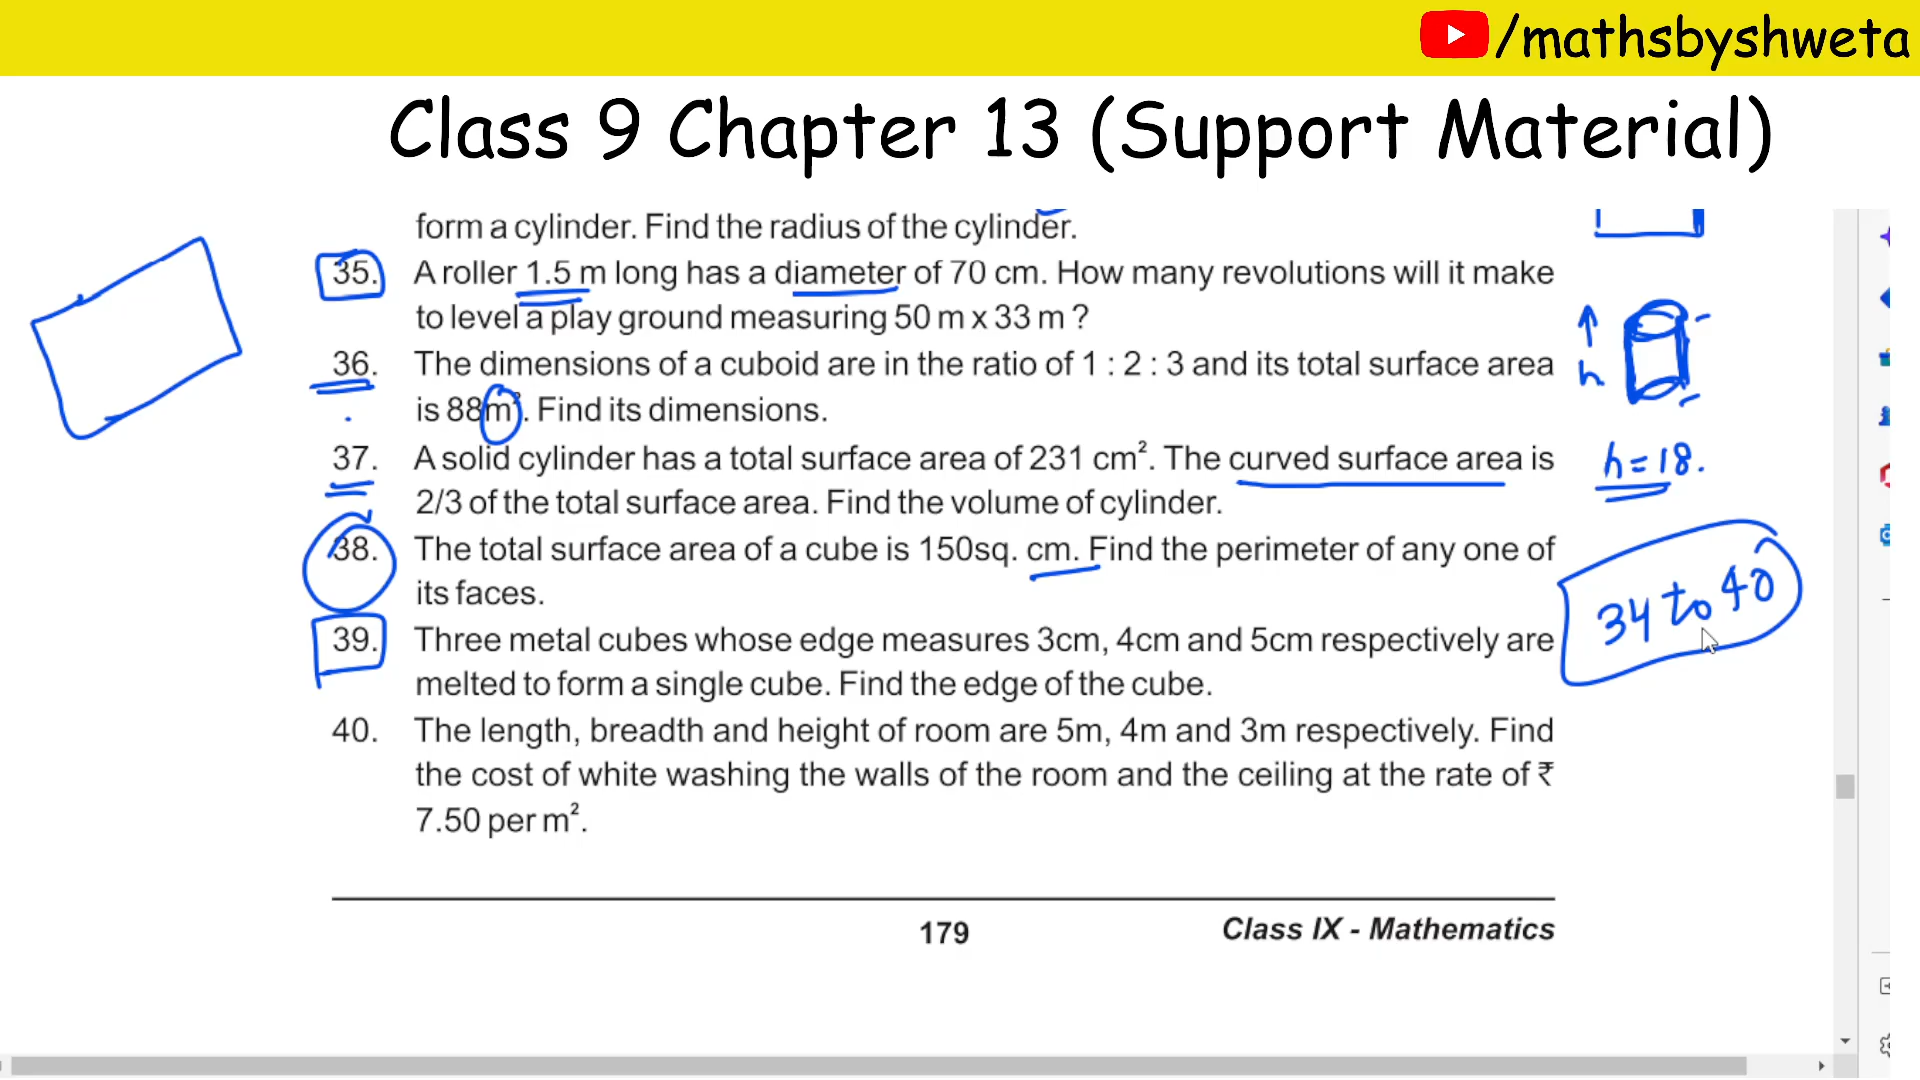 /mathsbyshweta
Class 9 Chapter 13 (Support Material)
form a cylinder. Find the radius of the cylinder.
35. A roller 1.5 m long has a diameter of 70 cm. How many revolutions will it make
to level a play ground measuring 50 m x 33 m ?
36. The dimensions of a cuboid are in the ratio of 1 : 2 : 3 and its total surface area
is 88m². Find its dimensions.
h
37. A solid cylinder has a total surface area of 231 cm². The curved surface area is
2/3 of the total surface area. Find the volume of cylinder.
h = 18.
38. The total surface area of a cube is 150sq. cm. Find the perimeter of any one of
its faces.
34 to 40
39. Three metal cubes whose edge measures 3cm, 4cm and 5cm respectively are
melted to form a single cube. Find the edge of the cube.
40. The length, breadth and height of room are 5m, 4m and 3m respectively. Find
the cost of white washing the walls of the room and the ceiling at the rate of ₹
7.50 per m².
179
Class IX - Mathematics